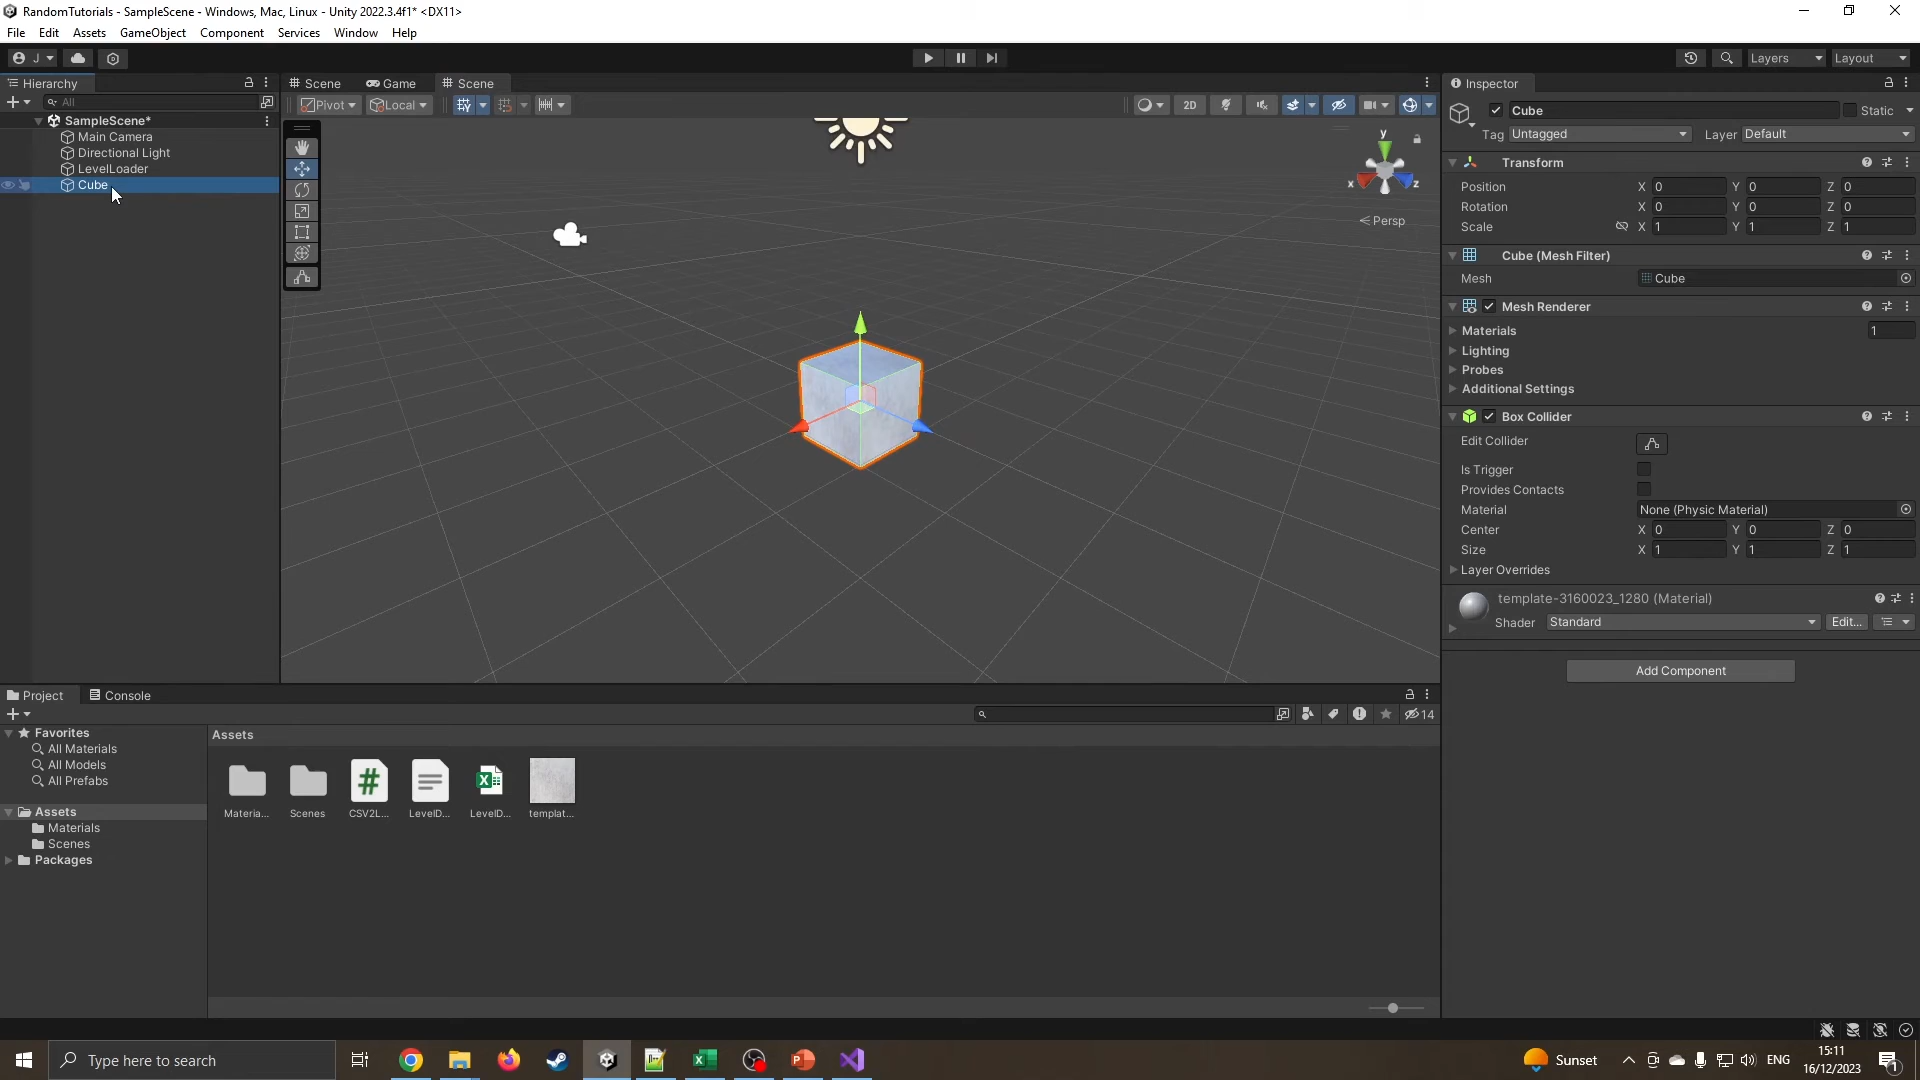 RandomTutorials - SampleScene - Windows, Mac, Linux - Unity 2022.3.4f1* <DX11>
File Edit Assets GameObject Component Services Window Help
J Layers Layout
Hierarchy
All
SampleScene*
Main Camera
Directional Light
LevelLoader
Cube
Scene Game Scene
Pivot Local 2D
y
x z
Persp
Inspector
Cube Static
Tag Untagged Layer Default
Transform
Position X 0 Y 0 Z 0
Rotation X 0 Y 0 Z 0
Scale X 1 Y 1 Z 1
Cube (Mesh Filter)
Mesh Cube
Mesh Renderer
Materials 1
Lighting
Probes
Additional Settings
Box Collider
Edit Collider
Is Trigger
Provides Contacts
Material None (Physic Material)
Center X 0 Y 0 Z 0
Size X 1 Y 1 Z 1
Layer Overrides
template-3160023_1280 (Material)
Shader Standard Edit...
Add Component
Project Console
14
Favorites
All Materials
All Models
All Prefabs
Assets
Materials
Scenes
Packages
Assets
Materia... Scenes CSV2L... LevelD... LevelD... templat...
Type here to search
Sunset
ENG
15:11
16/12/2023
1